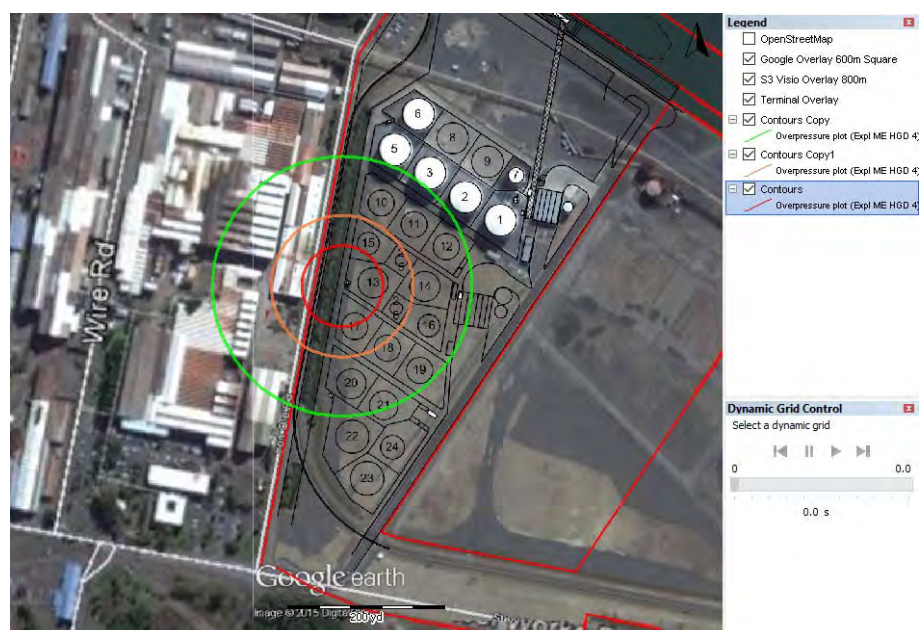 Legend
OpenStreetMap
Google Overlay 600m Square
S3 Visio Overlay 800m
Terminal Overlay
Contours Copy
Overpressure plot (Expl ME HGD 4)
Contours Copy1
Overpressure plot (Expl ME HGD 4)
Contours
Overpressure plot (Expl ME HGD 4)
Dynamic Grid Control
Select a dynamic grid
0
0.0
0.0 s
6
8
5
9
7
3
2
1
10
11
12
15
13
14
16
18
19
20
21
22
24
23
Wire Rd
Google earth
Image © 2015 Digital
200 yd